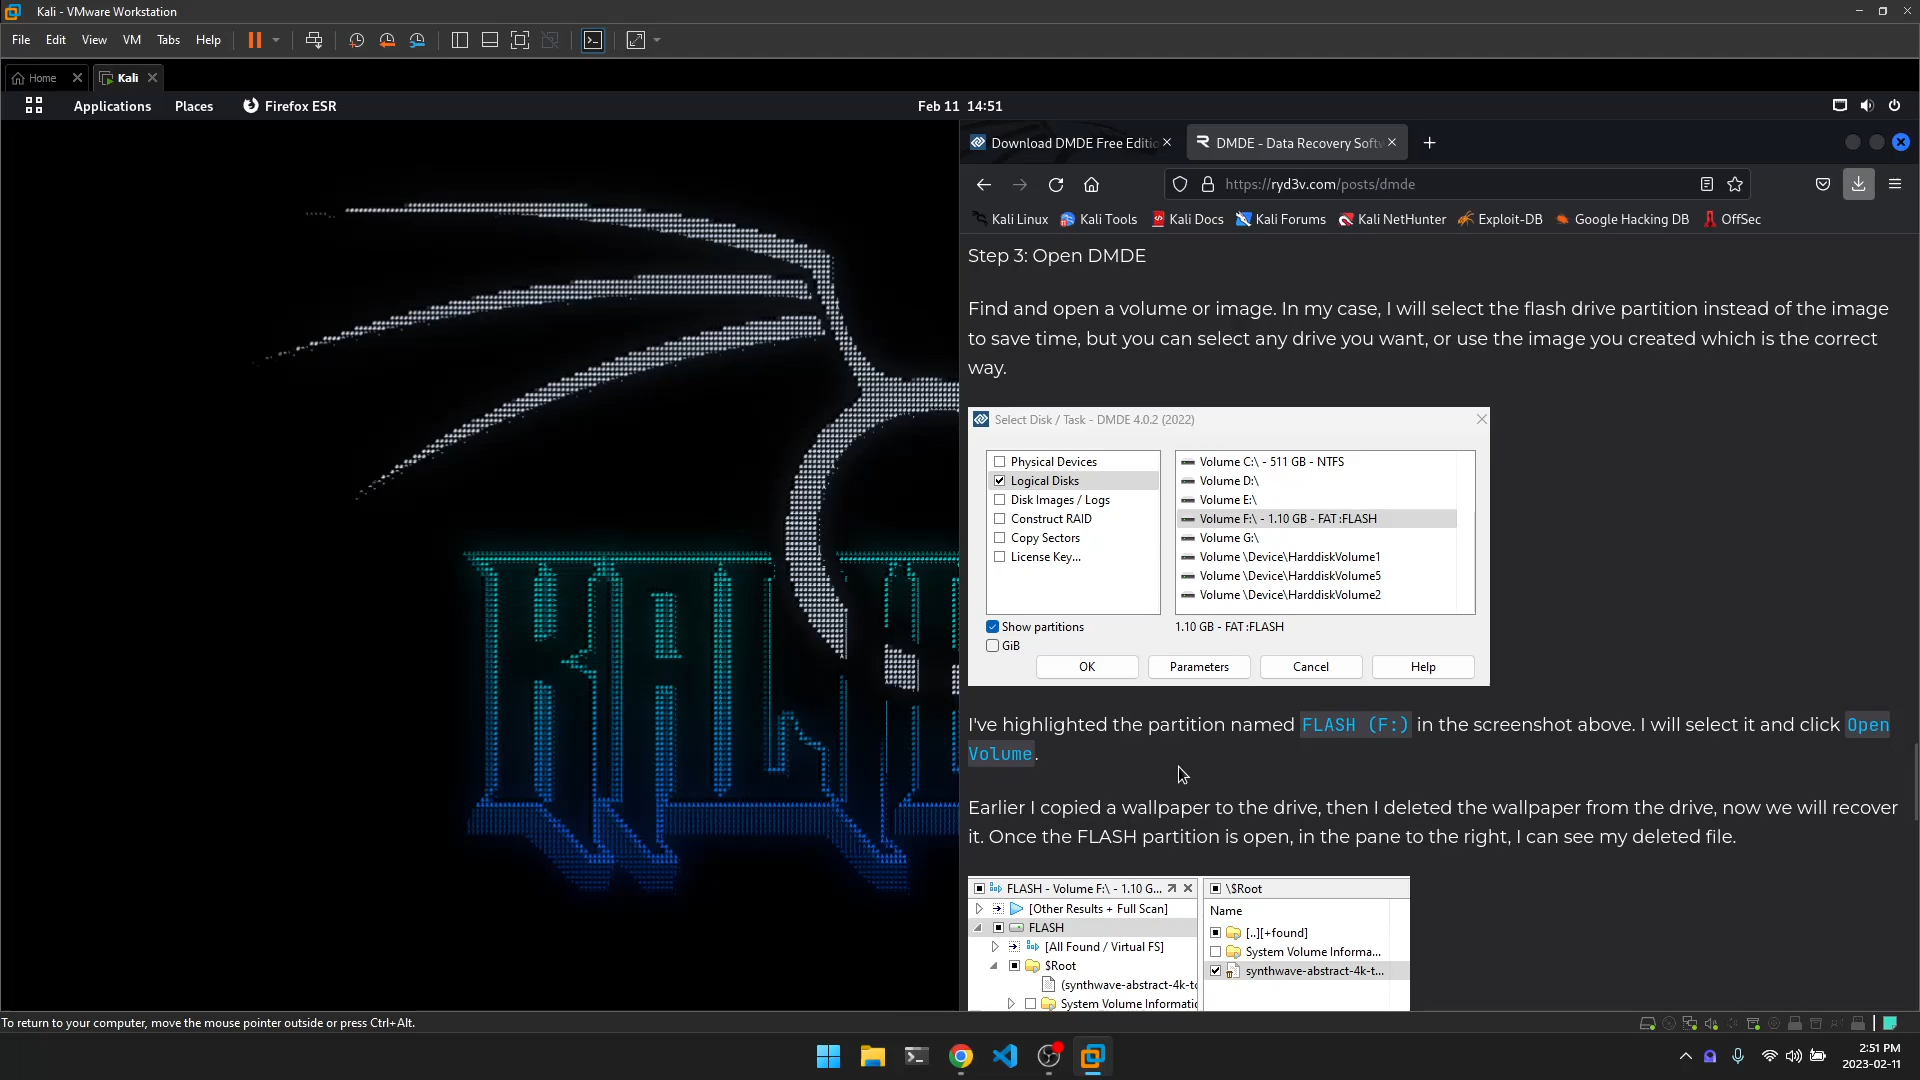 Kali - VMware Workstation
File Edit View VM Tabs Help
Home Kali
Applications Places Firefox ESR Feb 11 14:51
Download DMDE Free Editio DMDE - Data Recovery Softw
https://ryd3v.com/posts/dmde
Kali Linux Kali Tools Kali Docs Kali Forums Kali NetHunter Exploit-DB Google Hacking DB OffSec
Step 3: Open DMDE
Find and open a volume or image. In my case, I will select the flash drive partition instead of the image
to save time, but you can select any drive you want, or use the image you created which is the correct
way.
Select Disk / Task - DMDE 4.0.2 (2022)
Physical Devices
Logical Disks
Disk Images / Logs
Construct RAID
Copy Sectors
License Key...
Volume C:\ - 511 GB - NTFS
Volume D:\
Volume E:\
Volume F:\ - 1.10 GB - FAT :FLASH
Volume G:\
Volume \Device\HarddiskVolume1
Volume \Device\HarddiskVolume5
Volume \Device\HarddiskVolume2
Show partitions
1.10 GB - FAT :FLASH
GiB
OK Parameters Cancel Help
I've highlighted the partition named FLASH (F:) in the screenshot above. I will select it and click Open
Volume.
Earlier I copied a wallpaper to the drive, then I deleted the wallpaper from the drive, now we will recover
it. Once the FLASH partition is open, in the pane to the right, I can see my deleted file.
FLASH - Volume F:\ - 1.10 G...
[Other Results + Full Scan]
FLASH
[All Found / Virtual FS]
$Root
(synthwave-abstract-4k-to
System Volume Informatio
\$Root
Name
[..][+found]
System Volume Informa...
synthwave-abstract-4k-t...
KALI
To return to your computer, move the mouse pointer outside or press Ctrl+Alt.
2:51 PM
2023-02-11